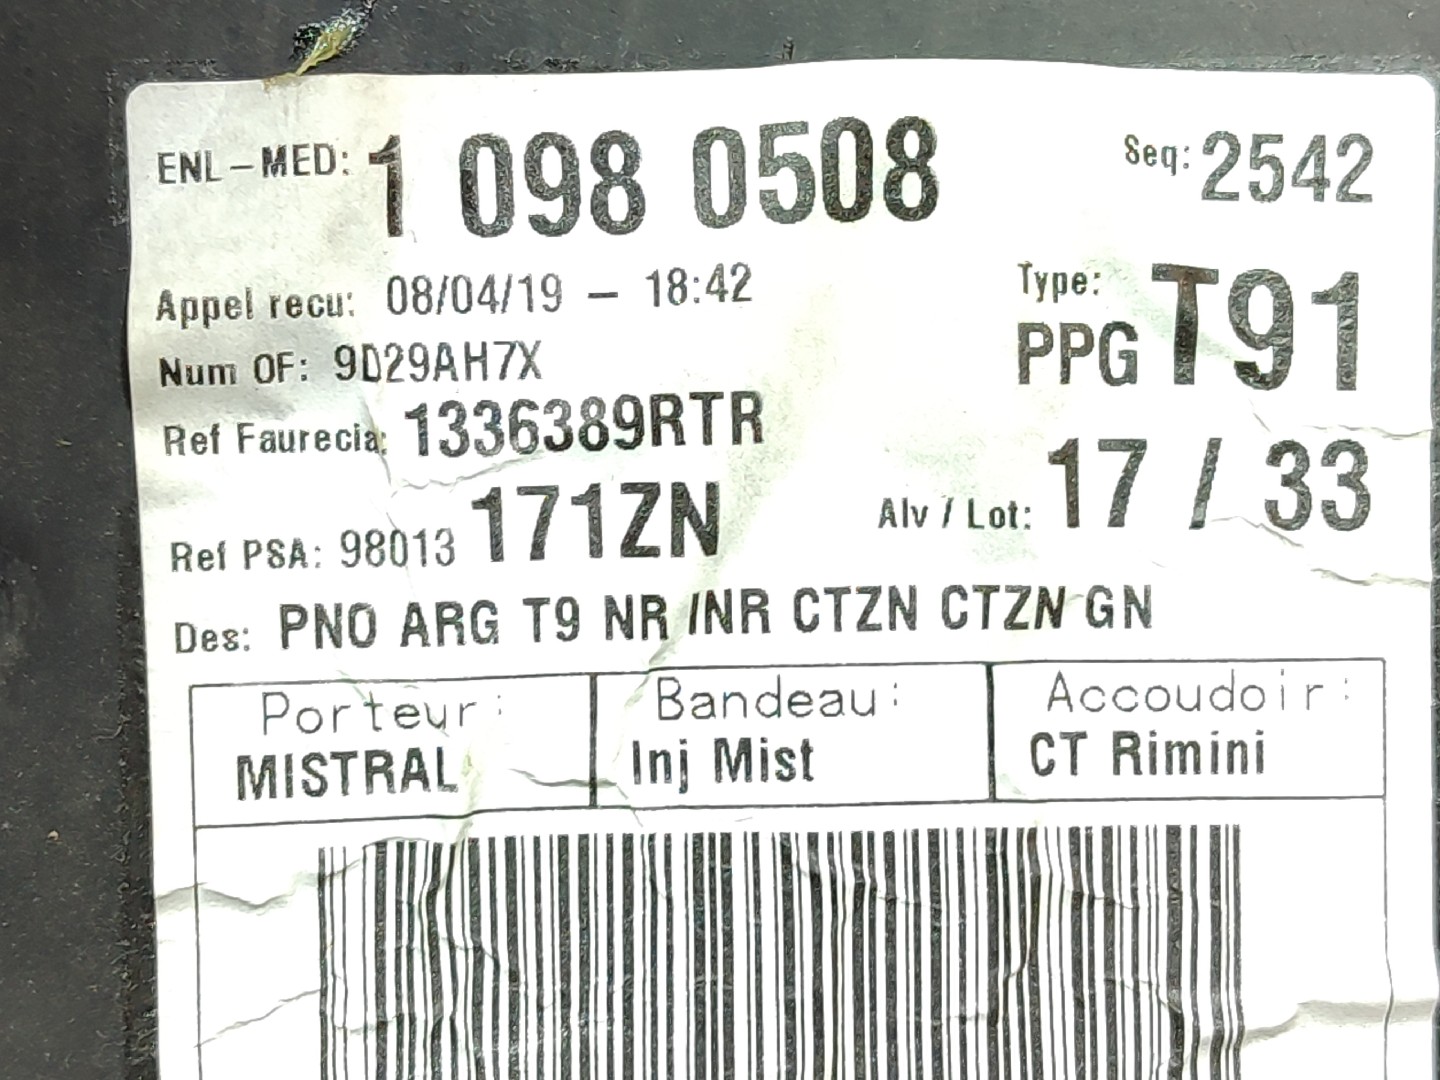 ENL-MED: 1 098 0508 Seq: 2542
Appel recu: 08/04/19 - 18:42 Type: PPG T91
Num OF: 9D29AH7X
Ref Faurecia: 1336389RTR
Ref PSA: 98013 171ZN Alv / Lot: 17 / 33
Des: PNO ARG T9 NR /NR CTZN CTZN GN
Porteur: Bandeau: Accoudoir:
MISTRAL Inj Mist CT Rimini